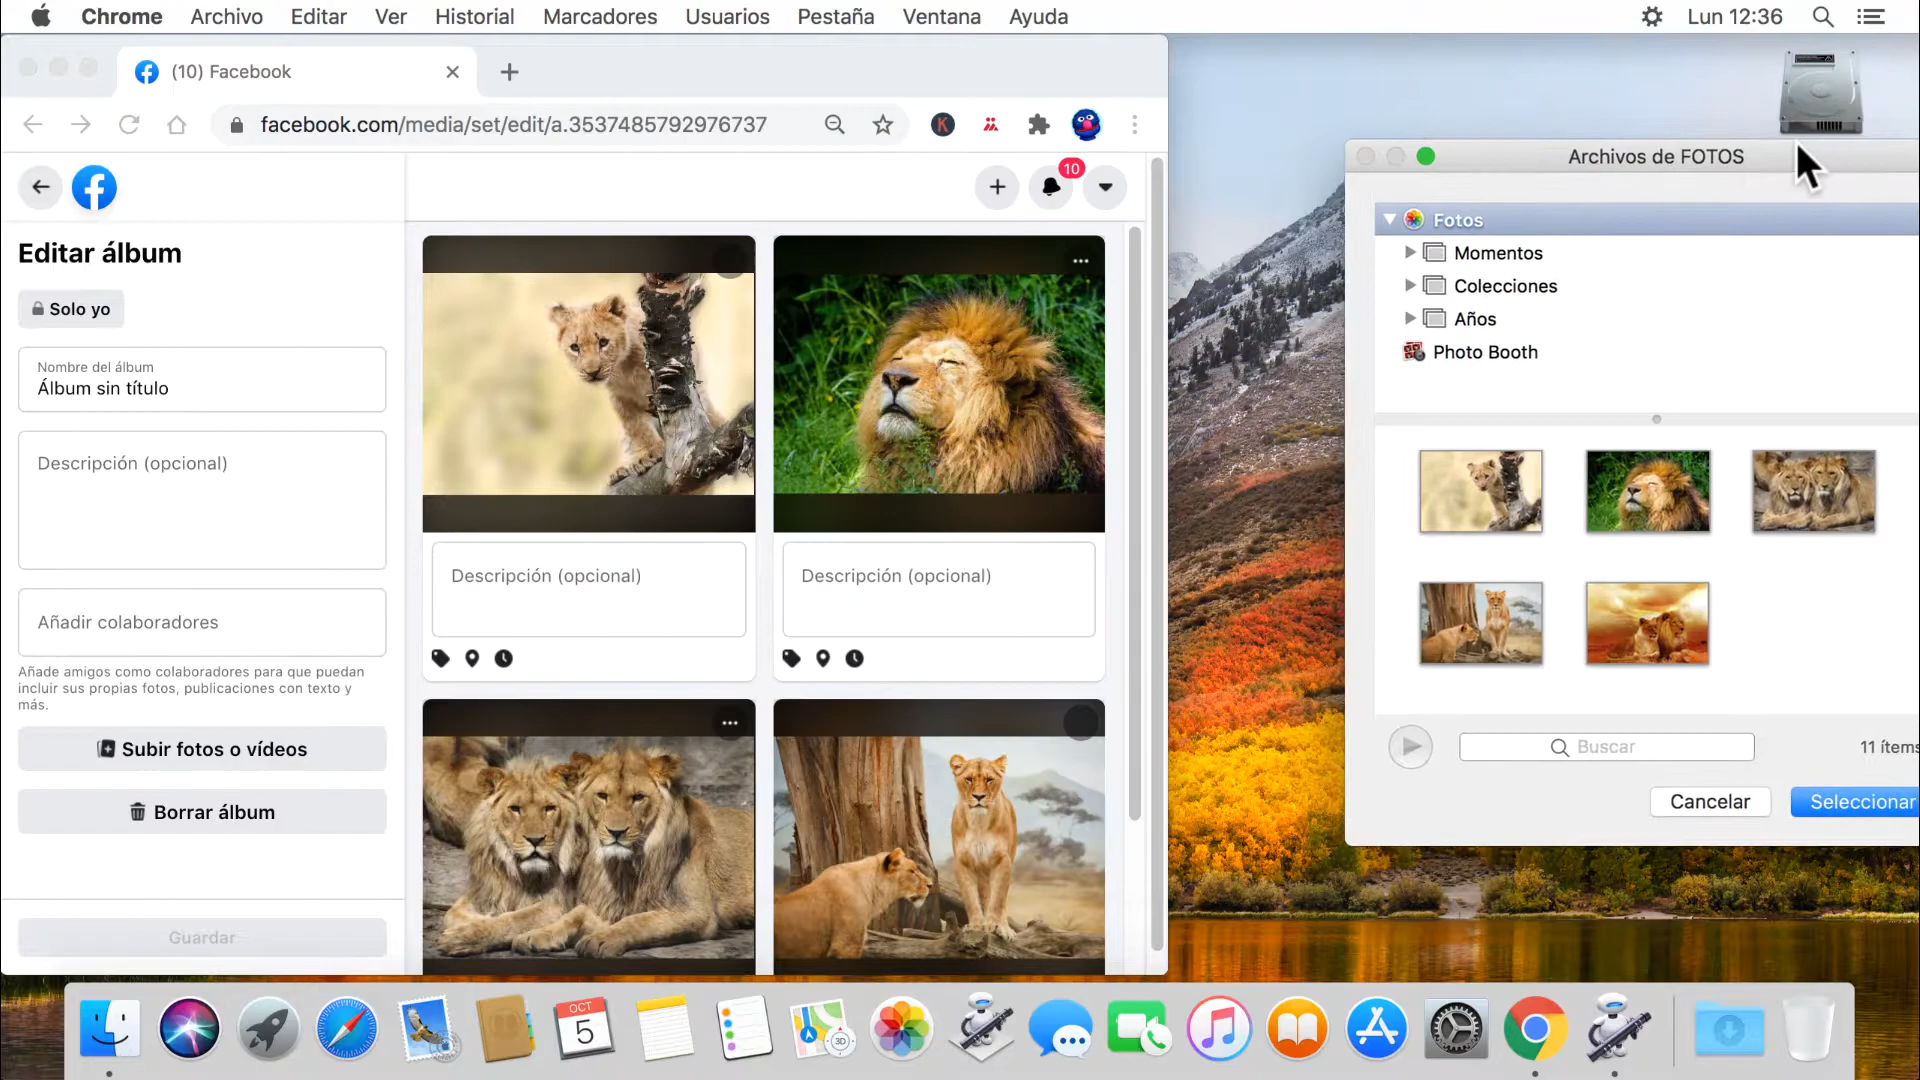 Chrome Archivo Editar Ver Historial Marcadores Usuarios Pestaña Ventana Ayuda Lun 12:36
(10) Facebook
facebook.com/media/set/edit/a.3537485792976737
K
10
Editar álbum
Solo yo
Nombre del álbum
Álbum sin título
Descripción (opcional)
Añadir colaboradores
Añade amigos como colaboradores para que puedan
incluir sus propias fotos, publicaciones con texto y
más.
Subir fotos o vídeos
Borrar álbum
Guardar
Descripción (opcional)
Descripción (opcional)
Archivos de FOTOS
Fotos
Momentos
Colecciones
Años
Photo Booth
Buscar
11 ítems
Cancelar
Seleccionar
OCT
5
3D